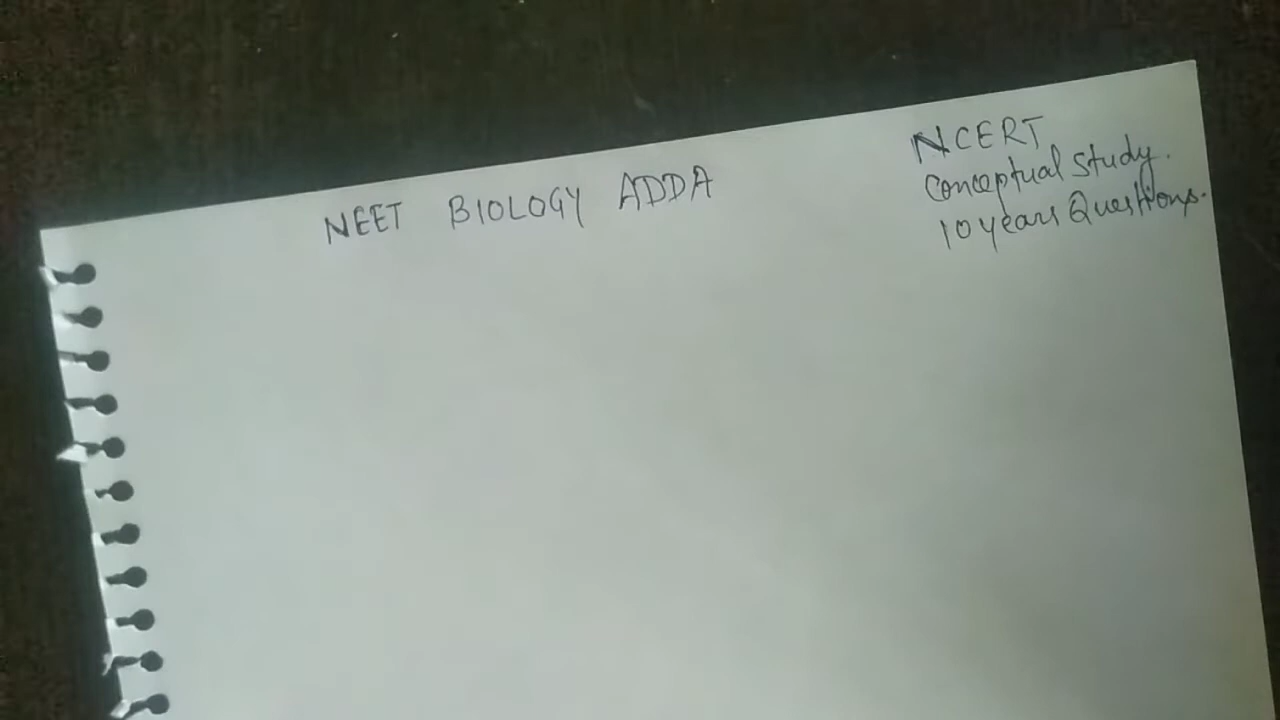 NEET BIOLOGY ADDA
NCERT
Conceptual Study.
10 years Questions.